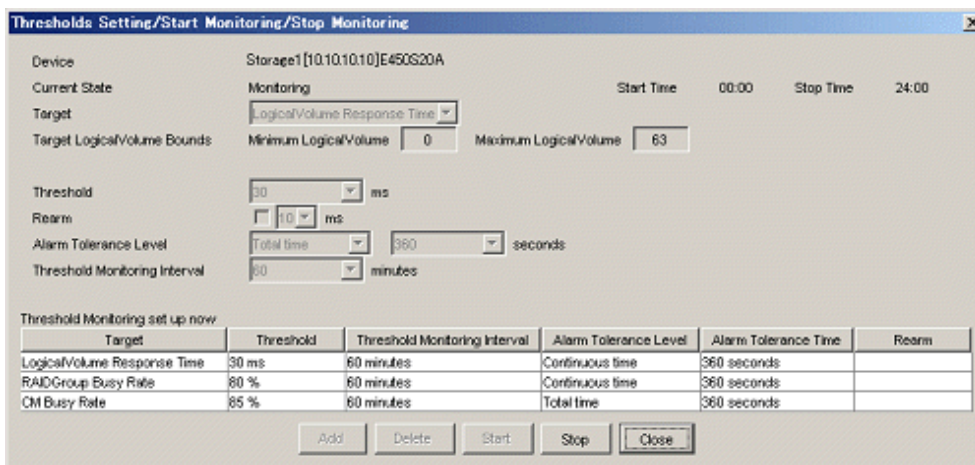 Thresholds Setting/Start Monitoring/Stop Monitoring
Device Storage1[10.10.10.10]E450S20A
Current State Monitoring Start Time 00:00 Stop Time 24:00
Target LogicalVolume Response Time
Target LogicalVolume Bounds Minimum LogicalVolume 0 Maximum LogicalVolume 63
Threshold 30 ms
Rearm 10 ms
Alarm Tolerance Level Total time 360 seconds
Threshold Monitoring Interval 60 minutes
Threshold Monitoring set up now
Target Threshold Threshold Monitoring Interval Alarm Tolerance Level Alarm Tolerance Time Rearm
LogicalVolume Response Time 30 ms 60 minutes Continuous time 360 seconds
RAIDGroup Busy Rate 80 % 60 minutes Continuous time 360 seconds
CM Busy Rate 85 % 60 minutes Total time 360 seconds
Add Delete Start Stop Close